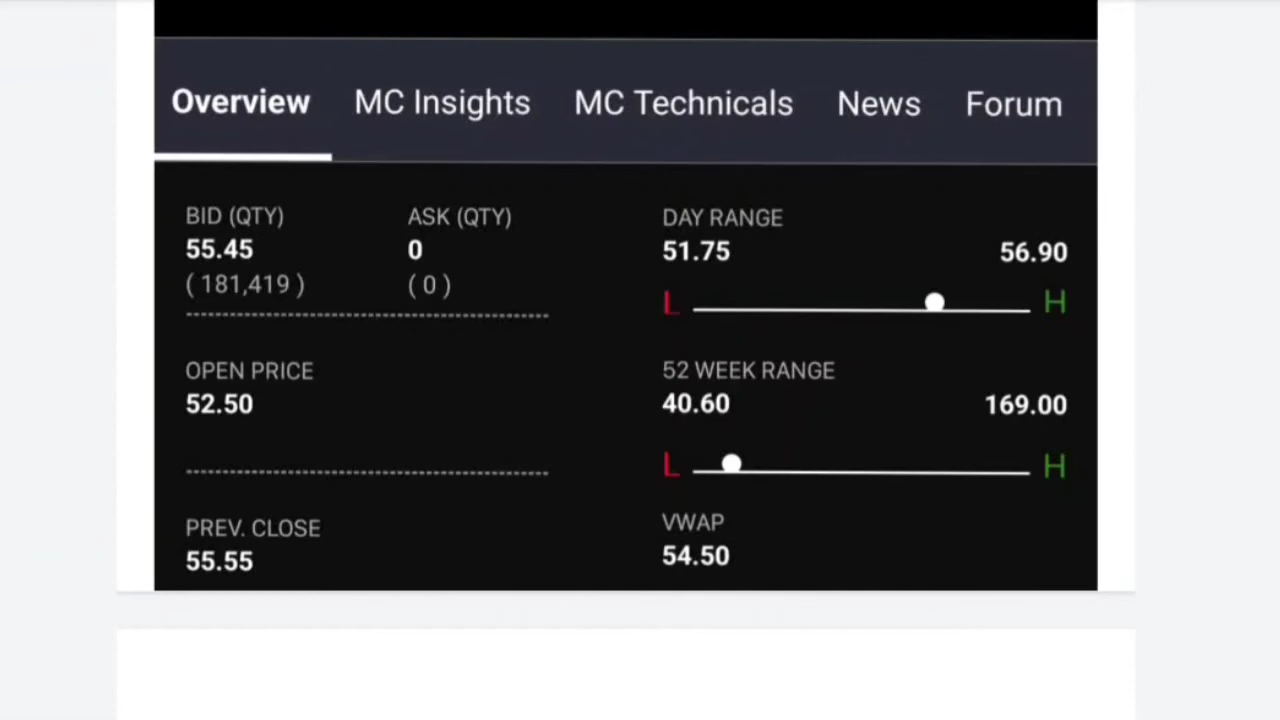 Overview MC Insights MC Technicals News Forum
BID (QTY) ASK (QTY) DAY RANGE
55.45 0 51.75 56.90
( 181,419 ) ( 0 )
L H
OPEN PRICE 52 WEEK RANGE
52.50 40.60 169.00
L H
PREV. CLOSE VWAP
55.55 54.50